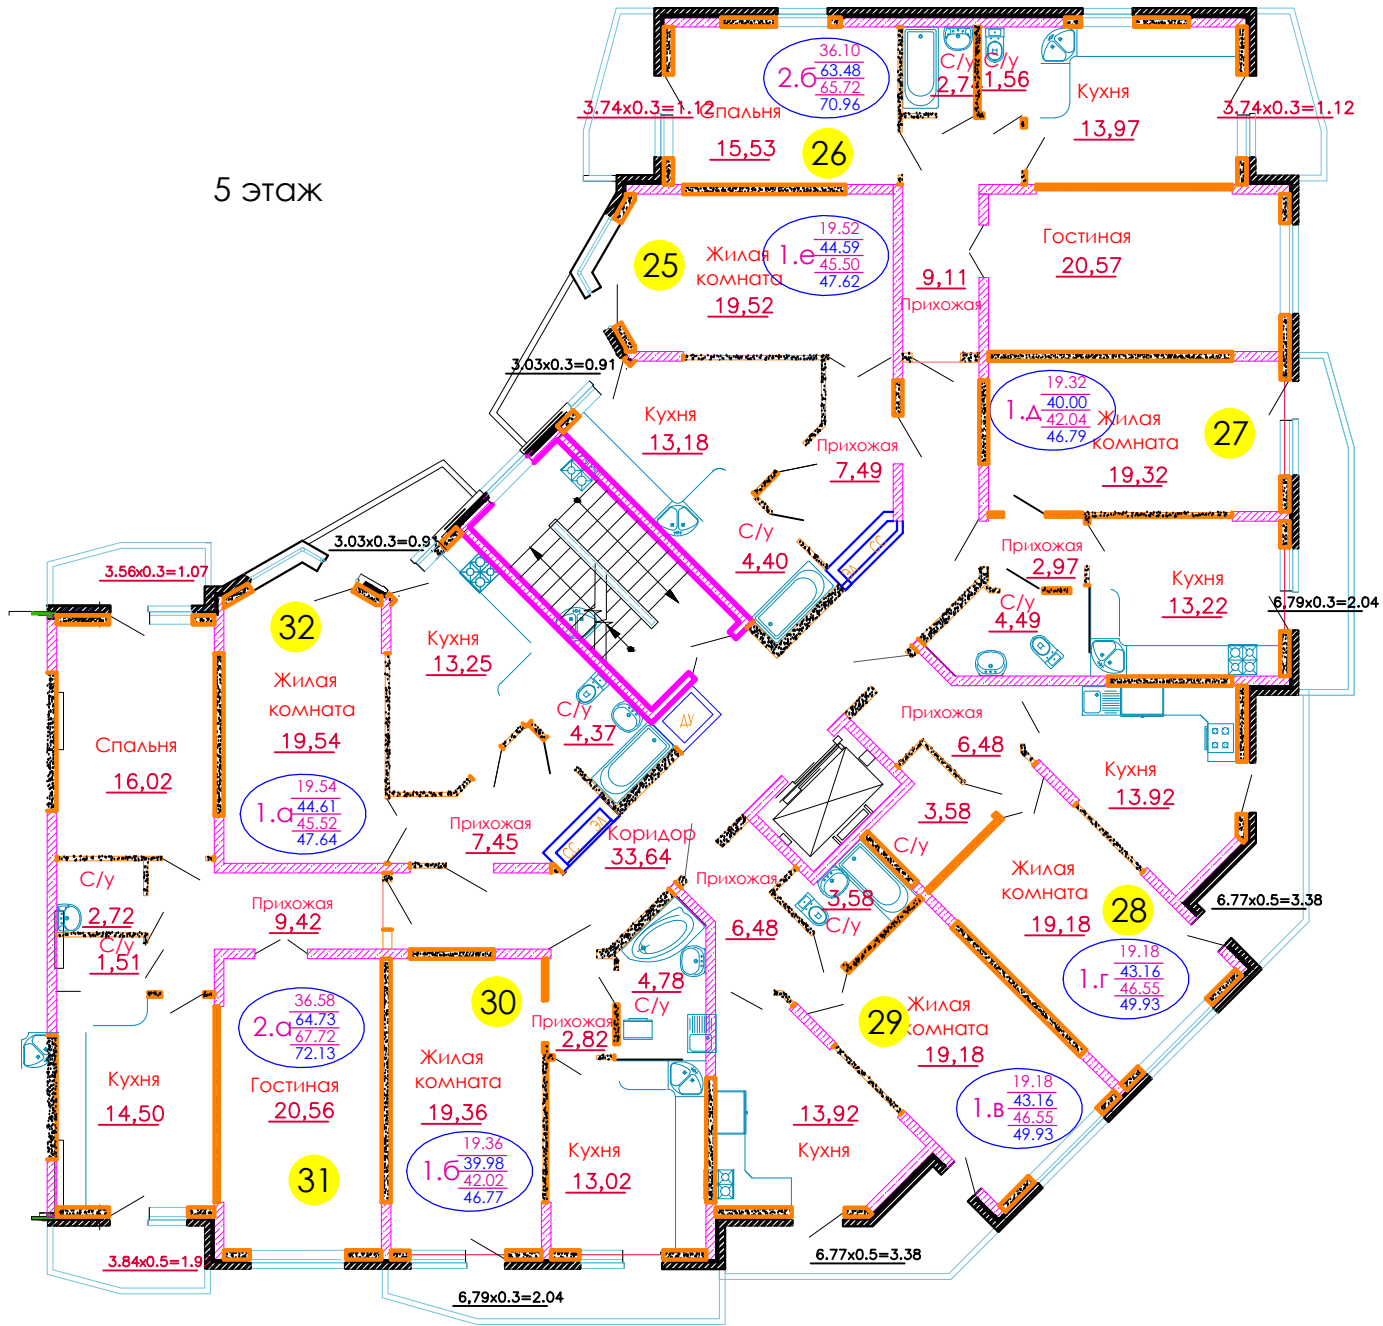 5 этаж
3.74x0.3=1.12
Спальня
15,53
2.б
36.10
63.48
65.72
70.96
26
С/у
2,7
С/у
1,56
Кухня
13,97
3.74x0.3=1.12
25
Жилая
комната
19,52
1.е
19.52
44.59
45.50
47.62
9,11
Прихожая
Гостиная
20,57
3.03x0.3=0.91
Кухня
13,18
Прихожая
7,49
С/у
4,40
СС
ЭЛ
1.д
19.32
40.00
42.04
46.79
Жилая
комната
19,32
27
Прихожая
2,97
С/у
4,49
Кухня
13,22
6,79x0.3=2.04
3.03x0.3=0.91
3.56x0.3=1.07
32
Жилая
комната
19,54
1.а
19.54
44.61
45.52
47.64
Кухня
13,25
С/у
4,37
ДУ
Прихожая
7,45
СС
ЭЛ
Коридор
33,64
Спальня
16,02
С/у
2,72
С/у
1,51
Прихожая
9,42
Прихожая
6,48
3,58
С/у
Кухня
13.92
Жилая
комната
19,18
28
6.77x0.5=3.38
1.г
19.18
43.16
46.55
49.93
Прихожая
6,48
3,58
С/у
29
Жилая
комната
19,18
1.в
19.18
43.16
46.55
49.93
13,92
Кухня
6.77x0.5=3.38
30
4,78
С/у
Прихожая
2,82
Жилая
комната
19,36
1.б
19.36
39.98
42.02
46.77
Кухня
13,02
6,79x0.3=2.04
2.а
36.58
64.73
67.72
72.13
Гостиная
20,56
31
Кухня
14,50
3.84x0.5=1.9